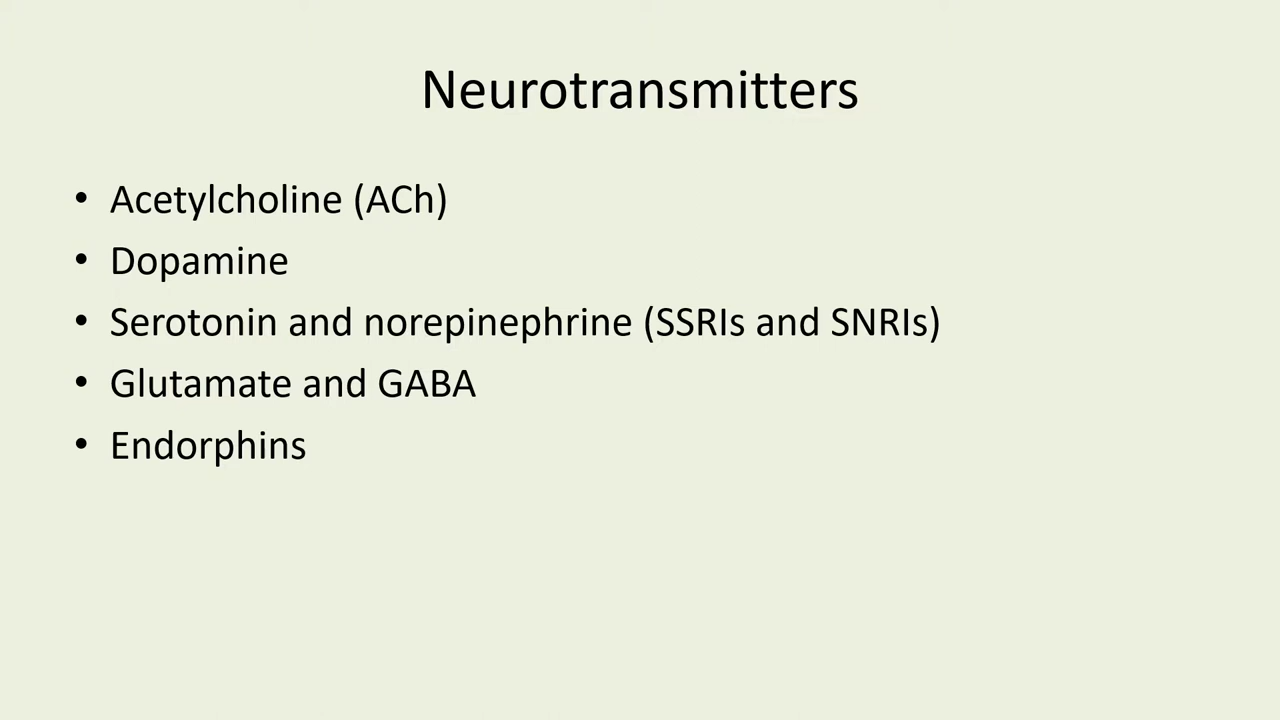 Neurotransmitters
• Acetylcholine (ACh)
• Dopamine
• Serotonin and norepinephrine (SSRIs and SNRIs)
• Glutamate and GABA
• Endorphins